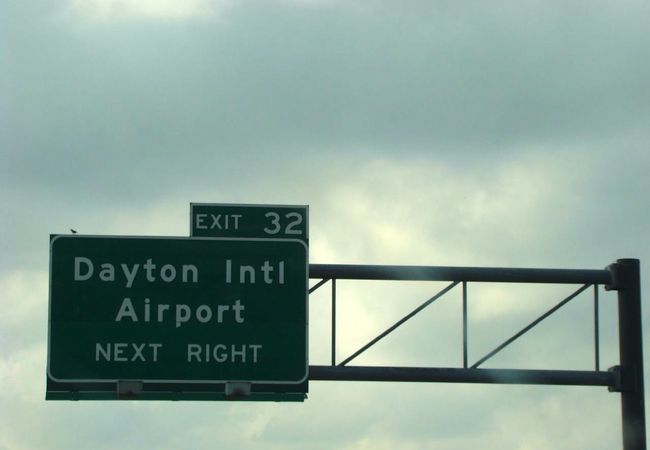 EXIT 32
Dayton Intl
Airport
NEXT RIGHT